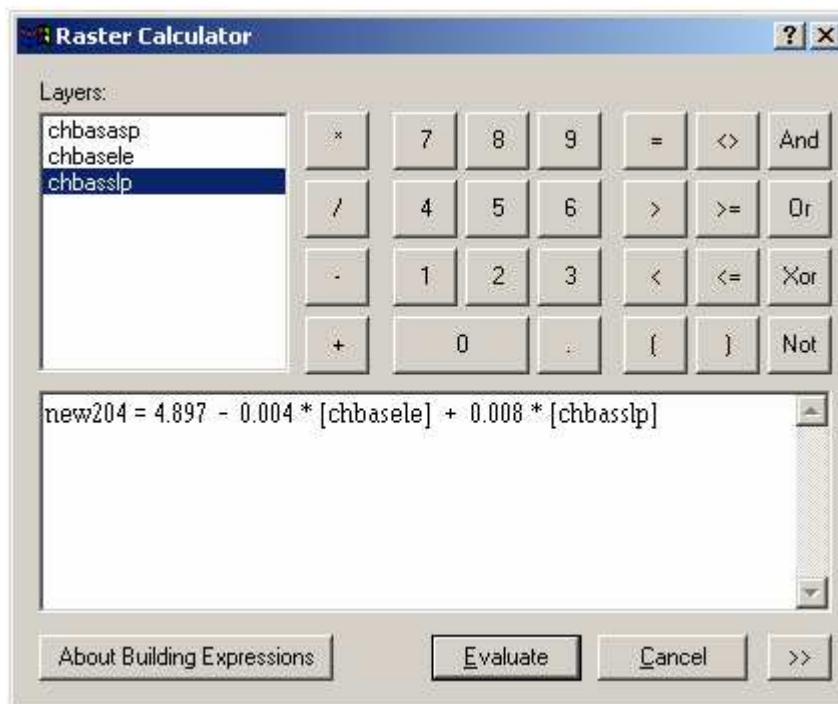 Raster Calculator
? ×
Layers:
chbasasp
chbasele
chbasslp
* 7 8 9 = <> And
/ 4 5 6 > >= Or
- 1 2 3 < <= Xor
+ 0 . ( ) Not
new204 = 4.897 - 0.004 * [chbasele] + 0.008 * [chbasslp]
About Building Expressions Evaluate Cancel >>